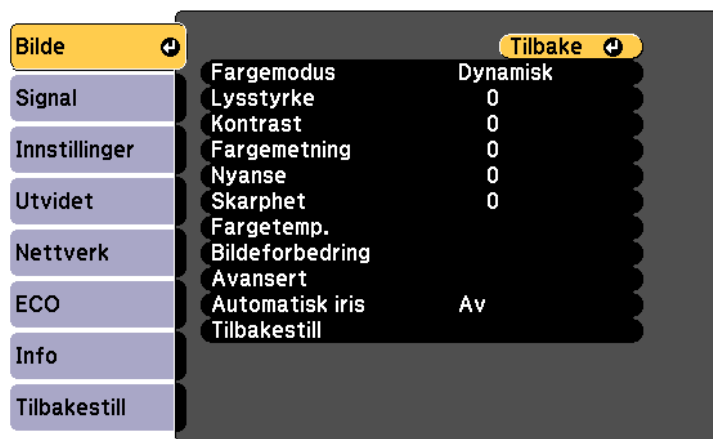 Bilde
Signal
Innstillinger
Utvidet
Nettverk
ECO
Info
Tilbakestill
Tilbake
Fargemodus Dynamisk
Lysstyrke 0
Kontrast 0
Fargemetning 0
Nyanse 0
Skarphet 0
Fargetemp.
Bildeforbedring
Avansert
Automatisk iris Av
Tilbakestill